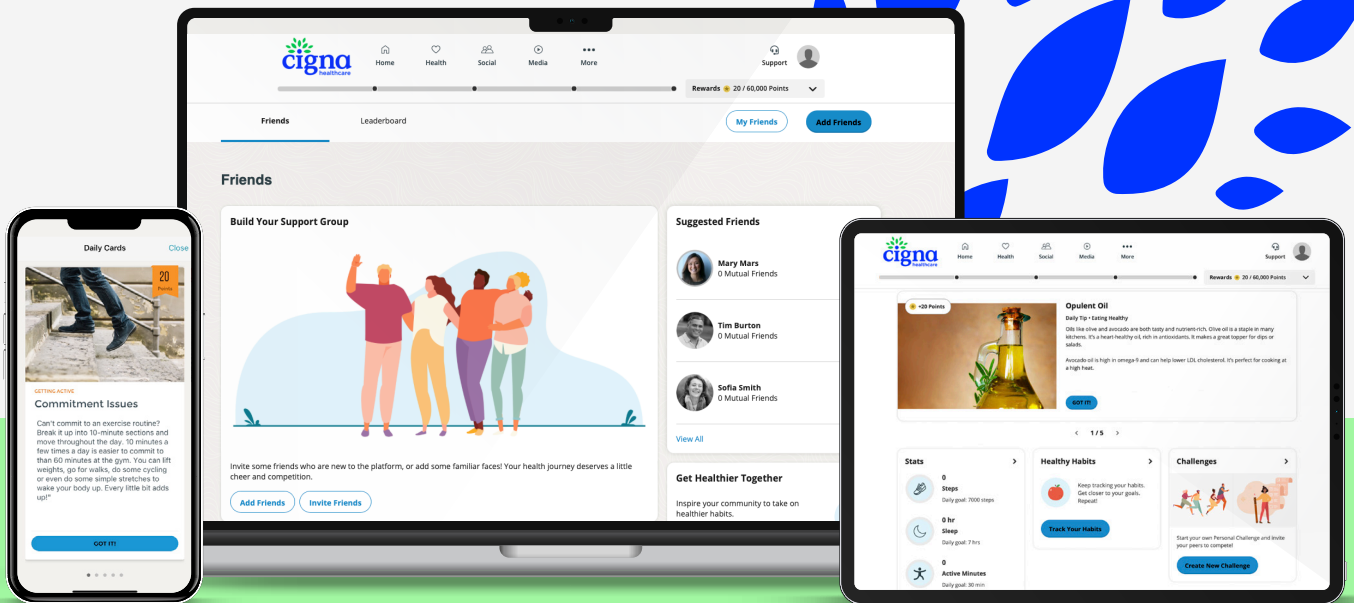 cigna
healthcare
Home
Health
Social
Media
More
Support
Rewards 20 / 60,000 Points
Friends
Leaderboard
My Friends
Add Friends
Friends
Build Your Support Group
Invite some friends who are new to the platform, or add some familiar faces! Your health journey deserves a little
cheer and competition.
Add Friends
Invite Friends
Suggested Friends
Mary Mars
0 Mutual Friends
Tim Burton
0 Mutual Friends
Sofia Smith
0 Mutual Friends
View All
Get Healthier Together
Inspire your community to take on
healthier habits.
Daily Cards
Close
20
Points
GETTING ACTIVE
Commitment Issues
Can't commit to an exercise routine?
Break it up into 10-minute sections and
move throughout the day. 10 minutes a
few times a day is easier to commit to
than 60 minutes at the gym. You can lift
weights, go for walks, do some cycling
or even do some simple stretches to
wake your body up. Every little bit adds
up!"
GOT IT!
cigna
healthcare
Home
Health
Social
Media
More
Support
Rewards 20 / 60,000 Points
+20 Points
Opulent Oil
Daily Tip • Eating Healthy
Oils like olive and avocado are both tasty and nutrient-rich. Olive oil is a staple in many
kitchens. It's a heart-healthy oil, rich in antioxidants. It makes a great topper for dips or
salads.
Avocado oil is high in omega-9 and can help lower LDL cholesterol. It's perfect for cooking at
a high heat.
GOT IT!
< 1 / 5 >
Stats >
0
Steps
Daily goal: 7000 steps
0 hr
Sleep
Daily goal: 7 hrs
0
Active Minutes
Daily goal: 30 min
Healthy Habits >
Keep tracking your habits.
Get closer to your goals.
Repeat!
Track Your Habits
Challenges >
Start your own Personal Challenge and invite
your peers to compete!
Create New Challenge